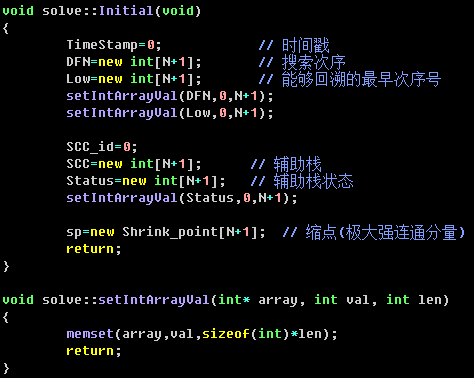 void solve::Initial(void)
{
TimeStamp=0; // 时间戳
DFN=new int[N+1]; // 搜索次序
Low=new int[N+1]; // 能够回溯的最早次序号
setIntArrayVal(DFN,0,N+1);
setIntArrayVal(Low,0,N+1);
SCC_id=0;
SCC=new int[N+1]; // 辅助栈
Status=new int[N+1]; // 辅助栈状态
setIntArrayVal(Status,0,N+1);
sp=new Shrink_point[N+1]; // 缩点(极大强连通分量)
return;
}
void solve::setIntArrayVal(int* array, int val, int len)
{
memset(array,val,sizeof(int)*len);
return;
}